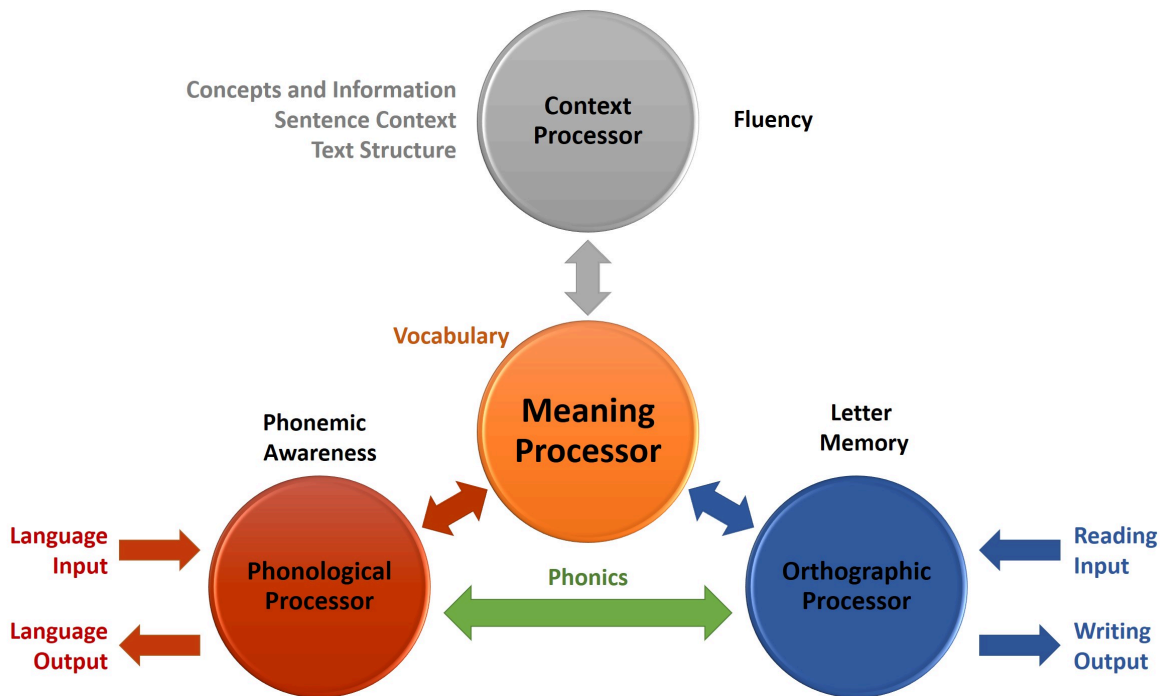 Concepts and Information
Sentence Context
Text Structure
Context
Processor
Fluency
Vocabulary
Meaning
Processor
Phonemic
Awareness
Letter
Memory
Language
Input
Language
Output
Phonological
Processor
Phonics
Orthographic
Processor
Reading
Input
Writing
Output